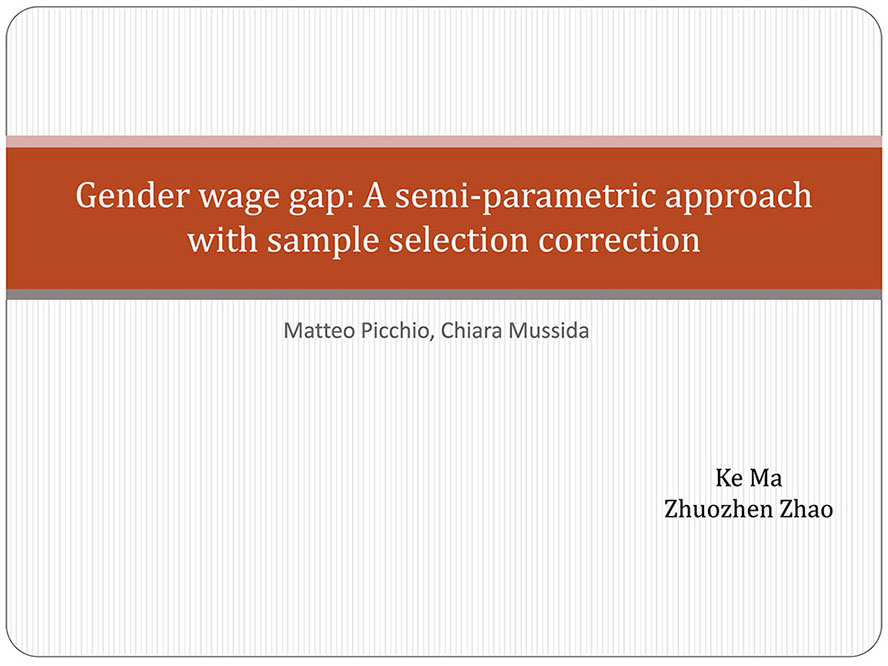 Gender wage gap: A semi-parametric approach
with sample selection correction
Matteo Picchio, Chiara Mussida
Ke Ma
Zhuozhen Zhao